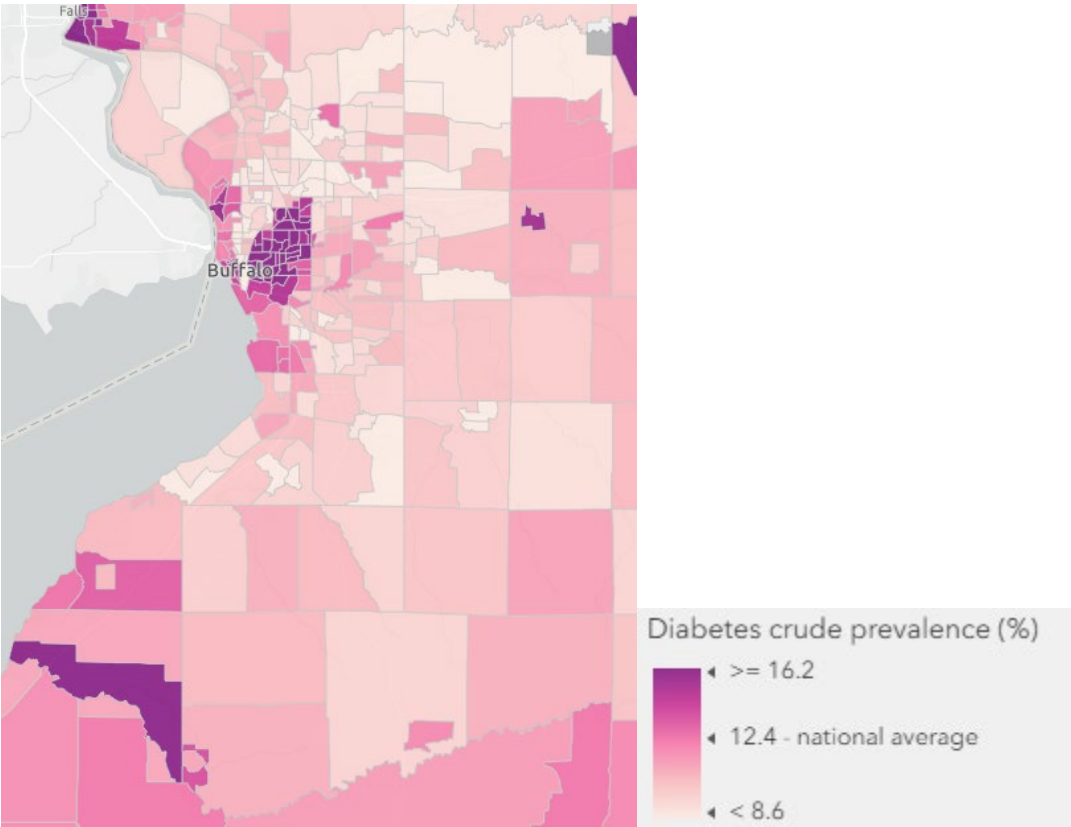 Falls
Buffalo
Diabetes crude prevalence (%)
>= 16.2
12.4 - national average
< 8.6